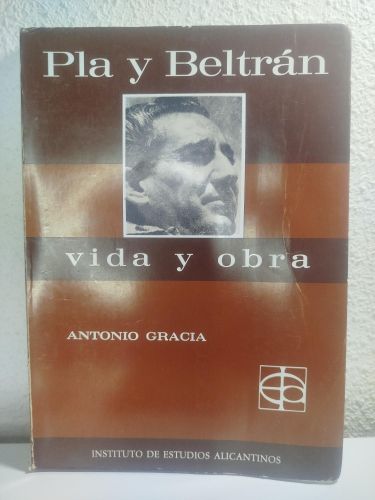 Pla y Beltrán
vida y obra
ANTONIO GRACIA
INSTITUTO DE ESTUDIOS ALICANTINOS